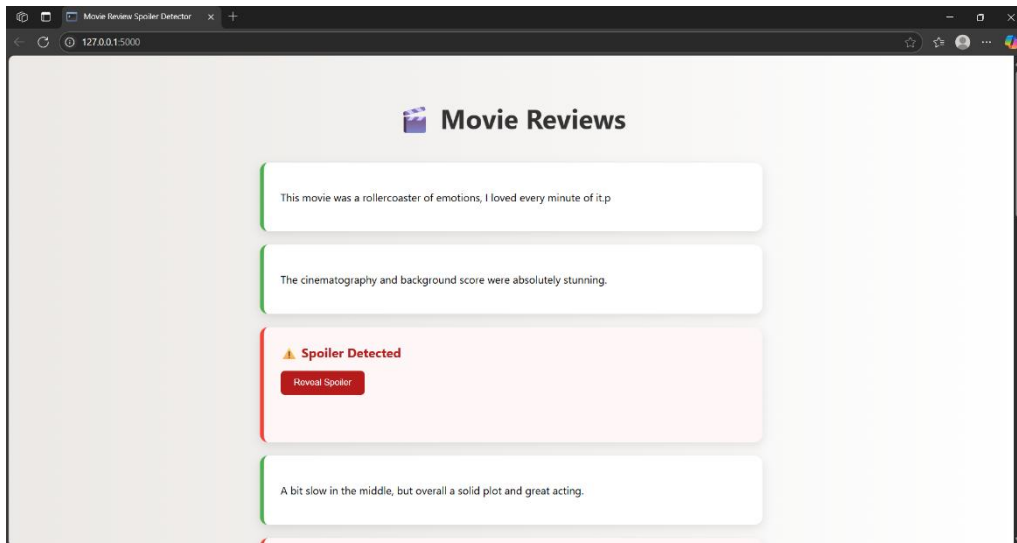 Movie Review Spoiler Detector
127.0.0.1:5000
Movie Reviews
This movie was a rollercoaster of emotions, I loved every minute of it.p
The cinematography and background score were absolutely stunning.
Spoiler Detected
Reveal Spoiler
A bit slow in the middle, but overall a solid plot and great acting.